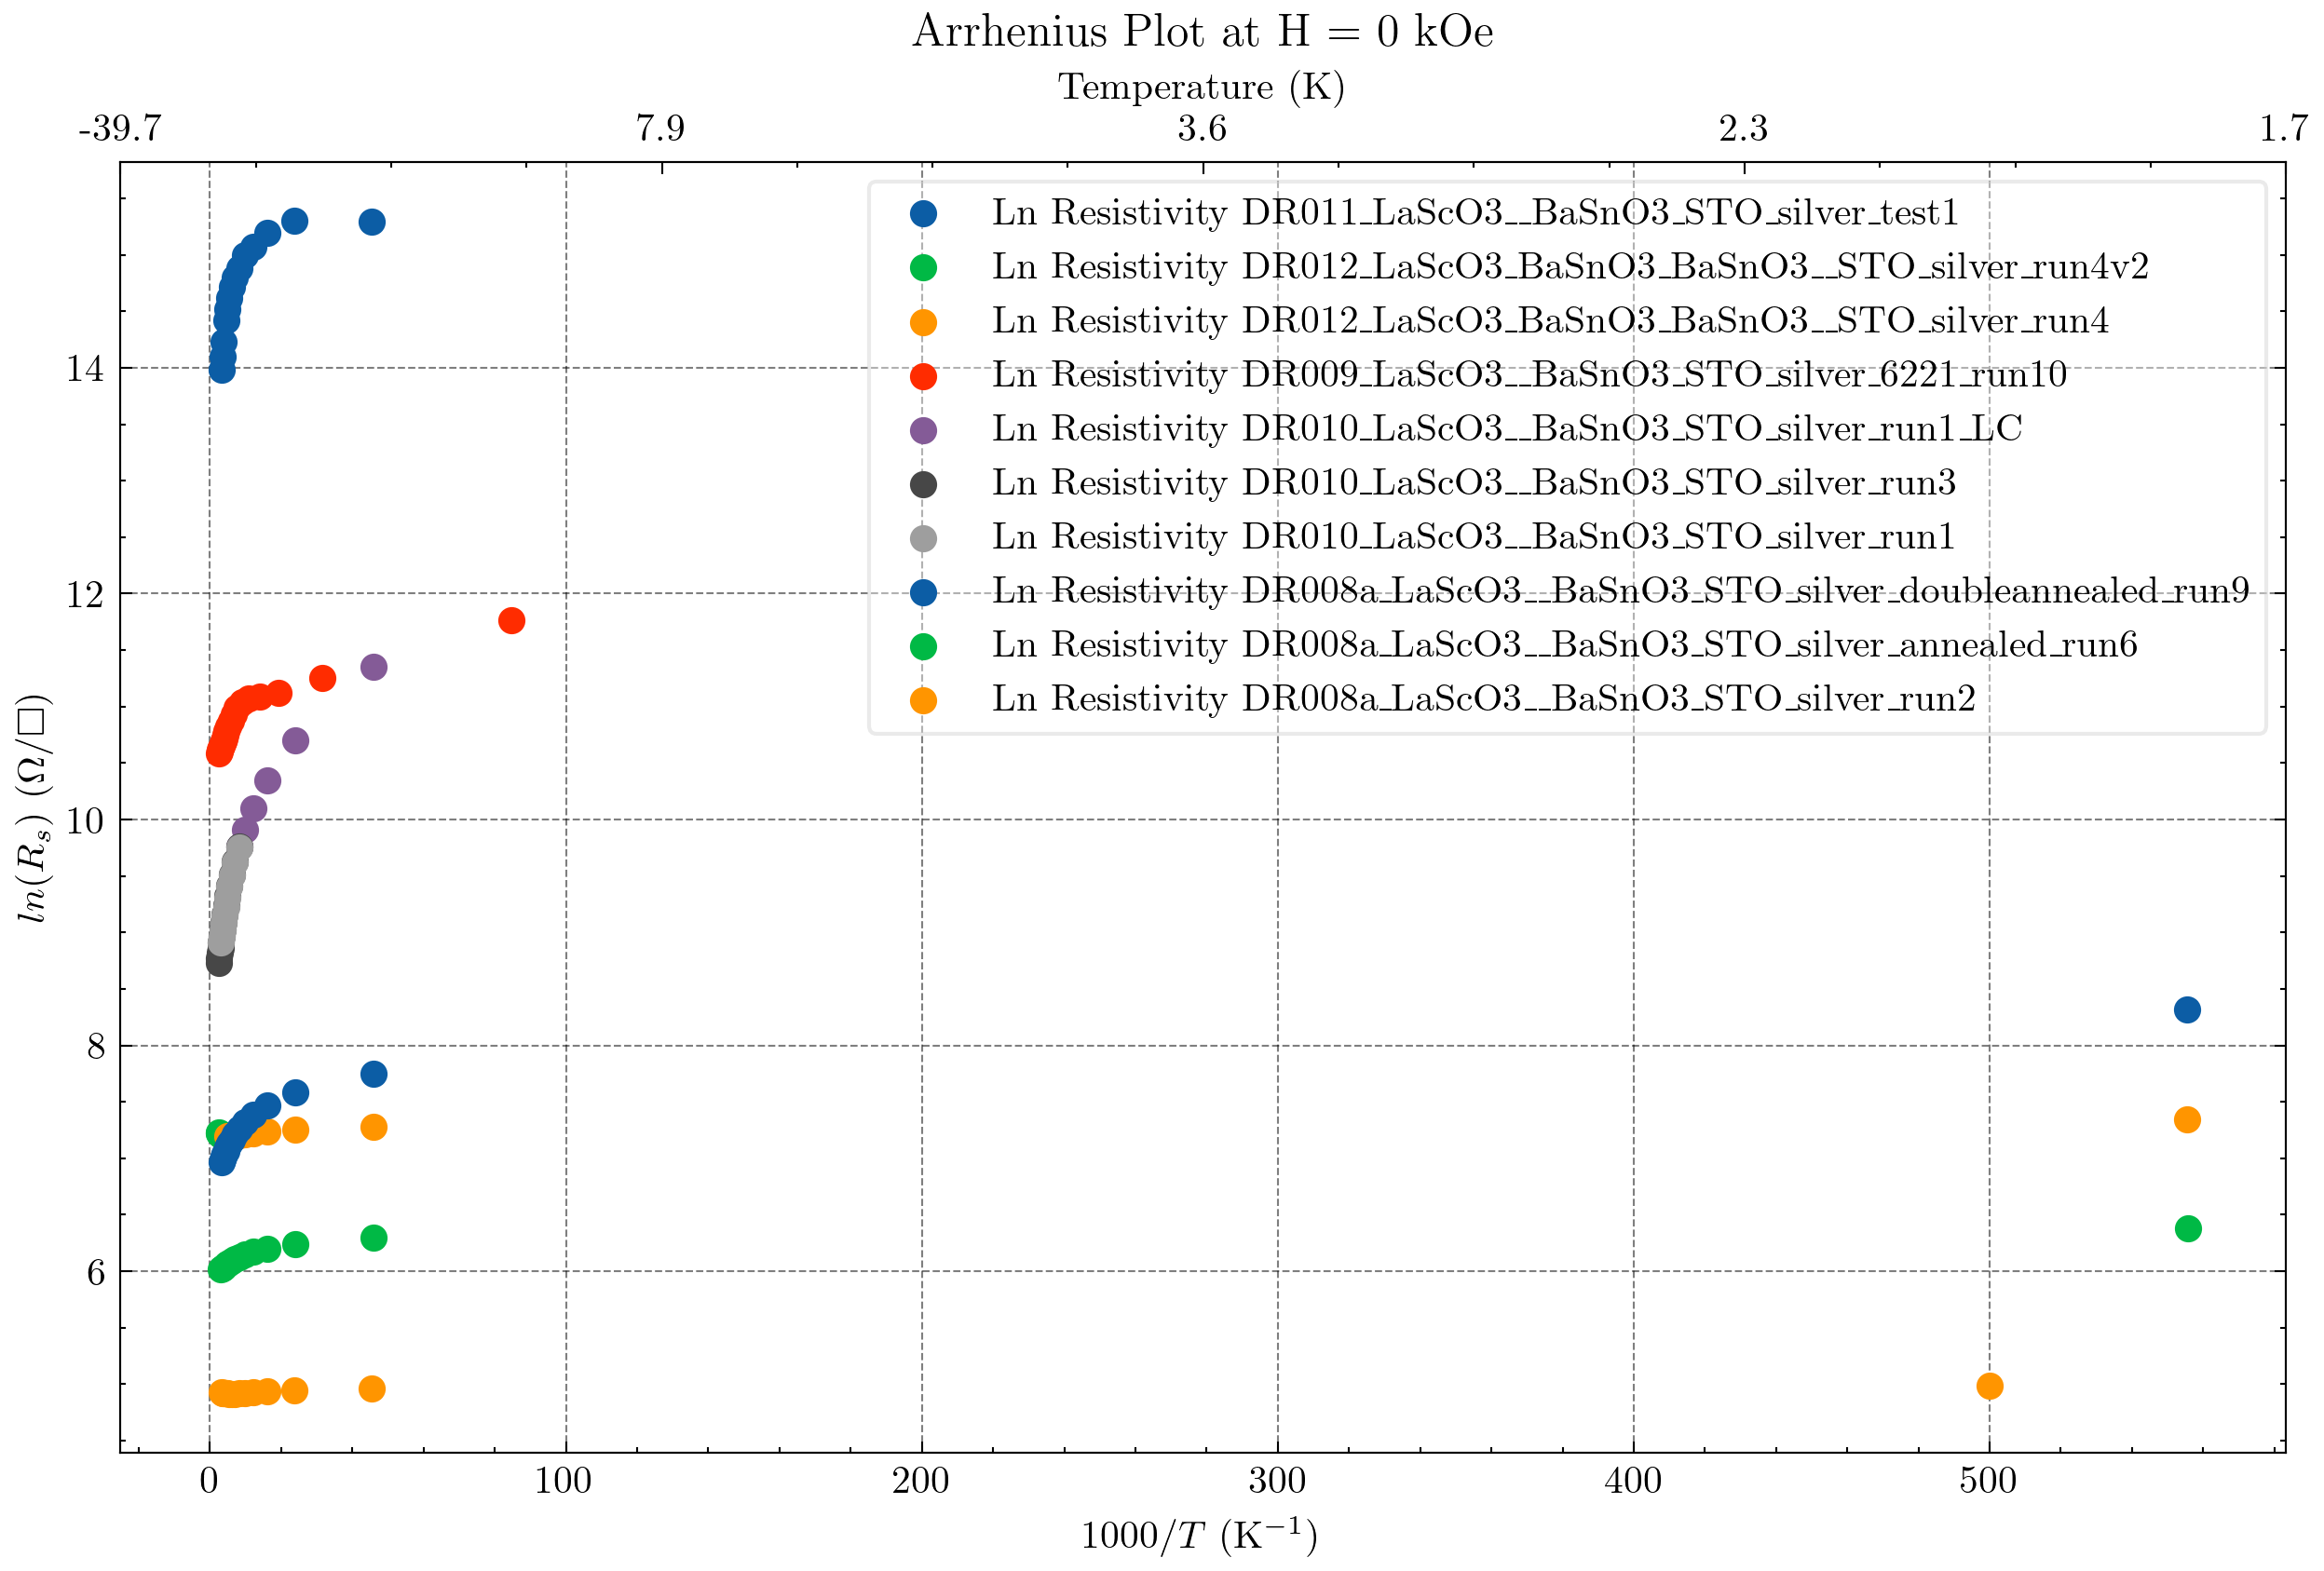 Arrhenius Plot at H = 0 kOe
Temperature (K)
-39.7 7.9 3.6 2.3 1.7
Ln Resistivity DR011_LaScO3__BaSnO3_STO_silver_test1
Ln Resistivity DR012_LaScO3_BaSnO3_BaSnO3__STO_silver_run4v2
Ln Resistivity DR012_LaScO3_BaSnO3_BaSnO3__STO_silver_run4
Ln Resistivity DR009_LaScO3__BaSnO3_STO_silver_6221_run10
Ln Resistivity DR010_LaScO3__BaSnO3_STO_silver_run1_LC
Ln Resistivity DR010_LaScO3__BaSnO3_STO_silver_run3
Ln Resistivity DR010_LaScO3__BaSnO3_STO_silver_run1
Ln Resistivity DR008a_LaScO3__BaSnO3_STO_silver_doubleannealed_run9
Ln Resistivity DR008a_LaScO3__BaSnO3_STO_silver_annealed_run6
Ln Resistivity DR008a_LaScO3__BaSnO3_STO_silver_run2
14
12
10
8
6
ln(R_s) (Ω/□)
0 100 200 300 400 500
1000/T (K⁻¹)